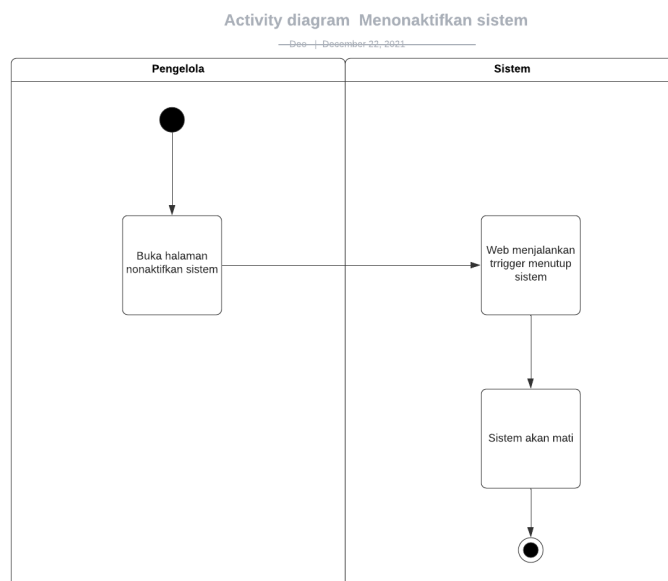 Activity diagram Menonaktifkan sistem
Deo | December 22, 2021
Pengelola
Sistem
Buka halaman
nonaktifkan sistem
Web menjalankan
trrigger menutup
sistem
Sistem akan mati